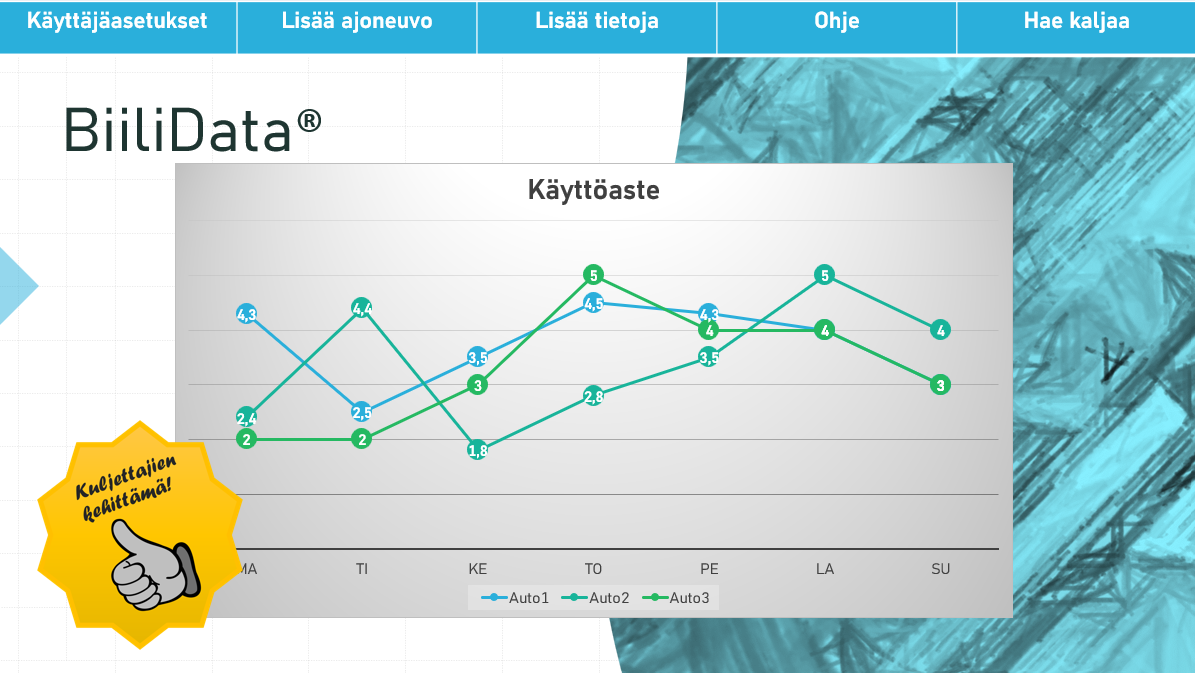 Käyttäjäasetukset
Lisää ajoneuvo
Lisää tietoja
Ohje
Hae kaljaa
BiiliData®
Käyttöaste
5
5
4,4
4,3
4,5
4,3
4
4
4
3,5
3,5
3
3
2,8
2,4
2,5
2
2
1,8
MA
TI
KE
TO
PE
LA
SU
Auto1
Auto2
Auto3
Kuljettajien
kehittämä!